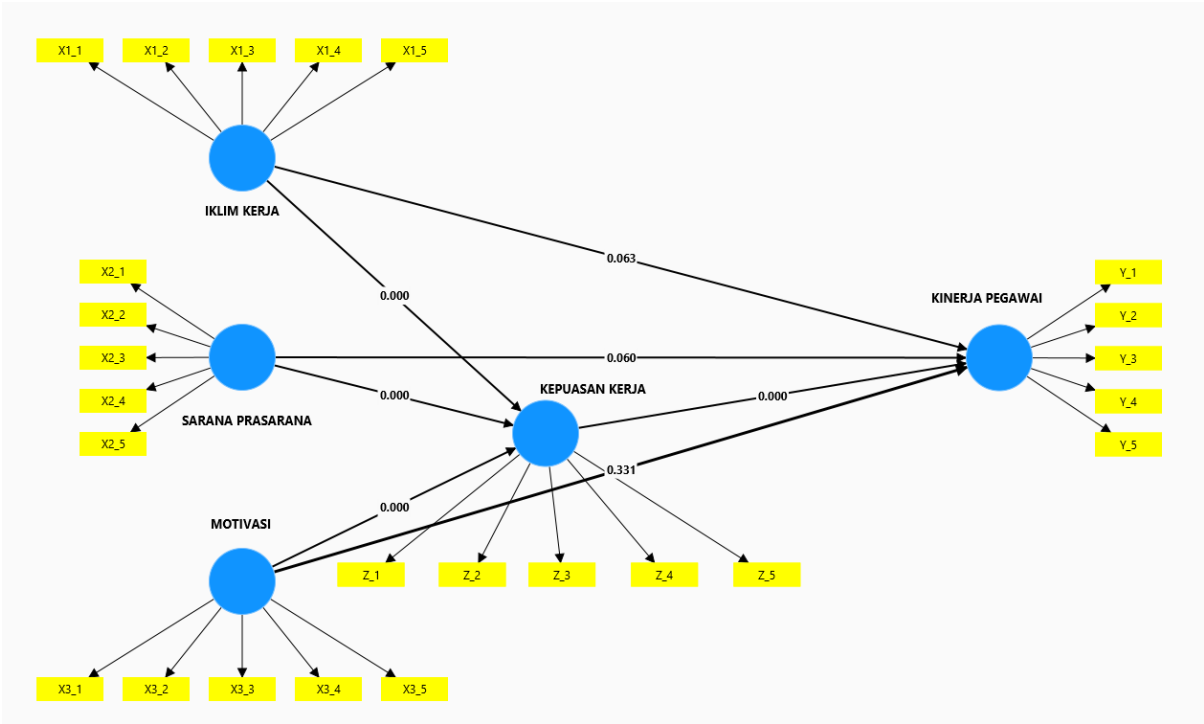 X1_1
X1_2
X1_3
X1_4
X1_5
IKLIM KERJA
0.063
X2_1
X2_2
X2_3
X2_4
X2_5
SARANA PRASARANA
0.000
0.060
0.000
KEPUASAN KERJA
0.000
KINERJA PEGAWAI
Y_1
Y_2
Y_3
Y_4
Y_5
0.331
0.000
MOTIVASI
Z_1
Z_2
Z_3
Z_4
Z_5
X3_1
X3_2
X3_3
X3_4
X3_5